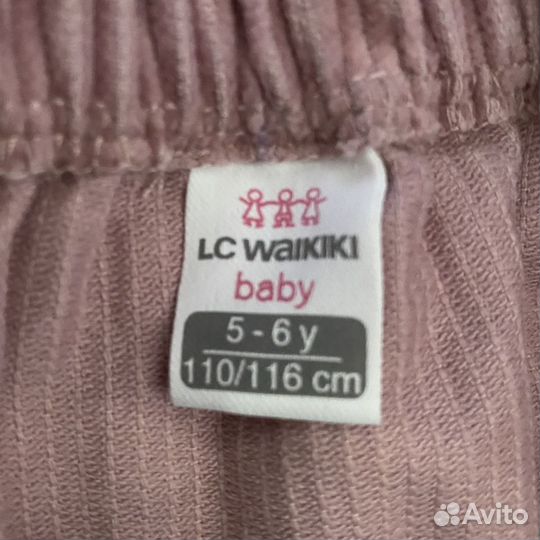 LC WAIKIKI
baby
5 - 6 y
110/116 cm
Avito